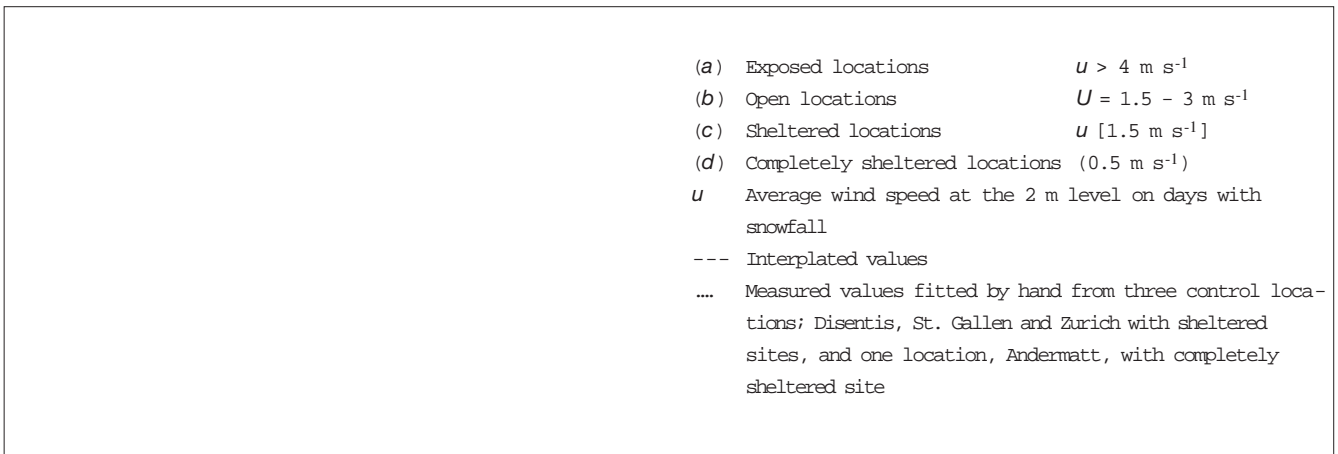 (a) Exposed locations u > 4 m s-1
(b) Open locations U = 1.5 – 3 m s-1
(c) Sheltered locations u [1.5 m s-1]
(d) Completely sheltered locations (0.5 m s-1)
u Average wind speed at the 2 m level on days with
snowfall
--- Interplated values
.... Measured values fitted by hand from three control loca-
tions; Disentis, St. Gallen and Zurich with sheltered
sites, and one location, Andermatt, with completely
sheltered site